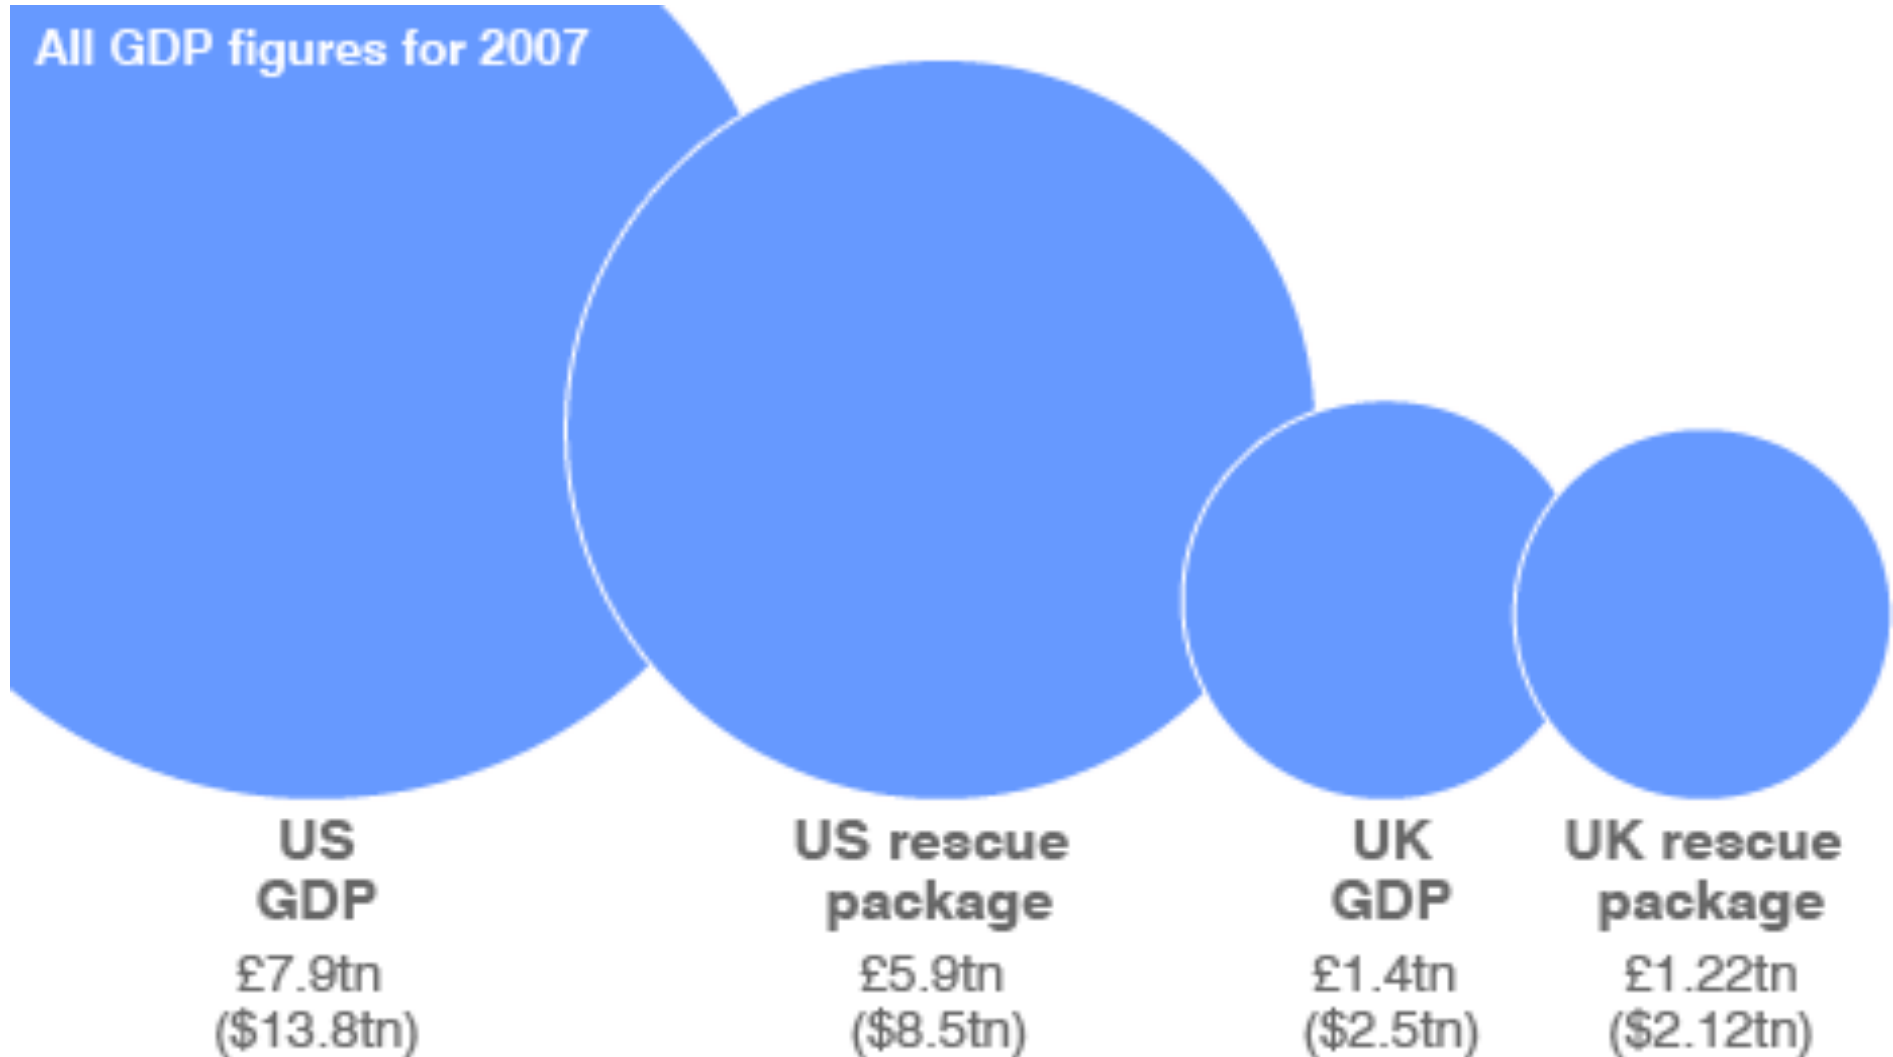 All GDP figures for 2007
US
GDP
£7.9tn
($13.8tn)
US rescue
package
£5.9tn
($8.5tn)
UK
GDP
£1.4tn
($2.5tn)
UK rescue
package
£1.22tn
($2.12tn)